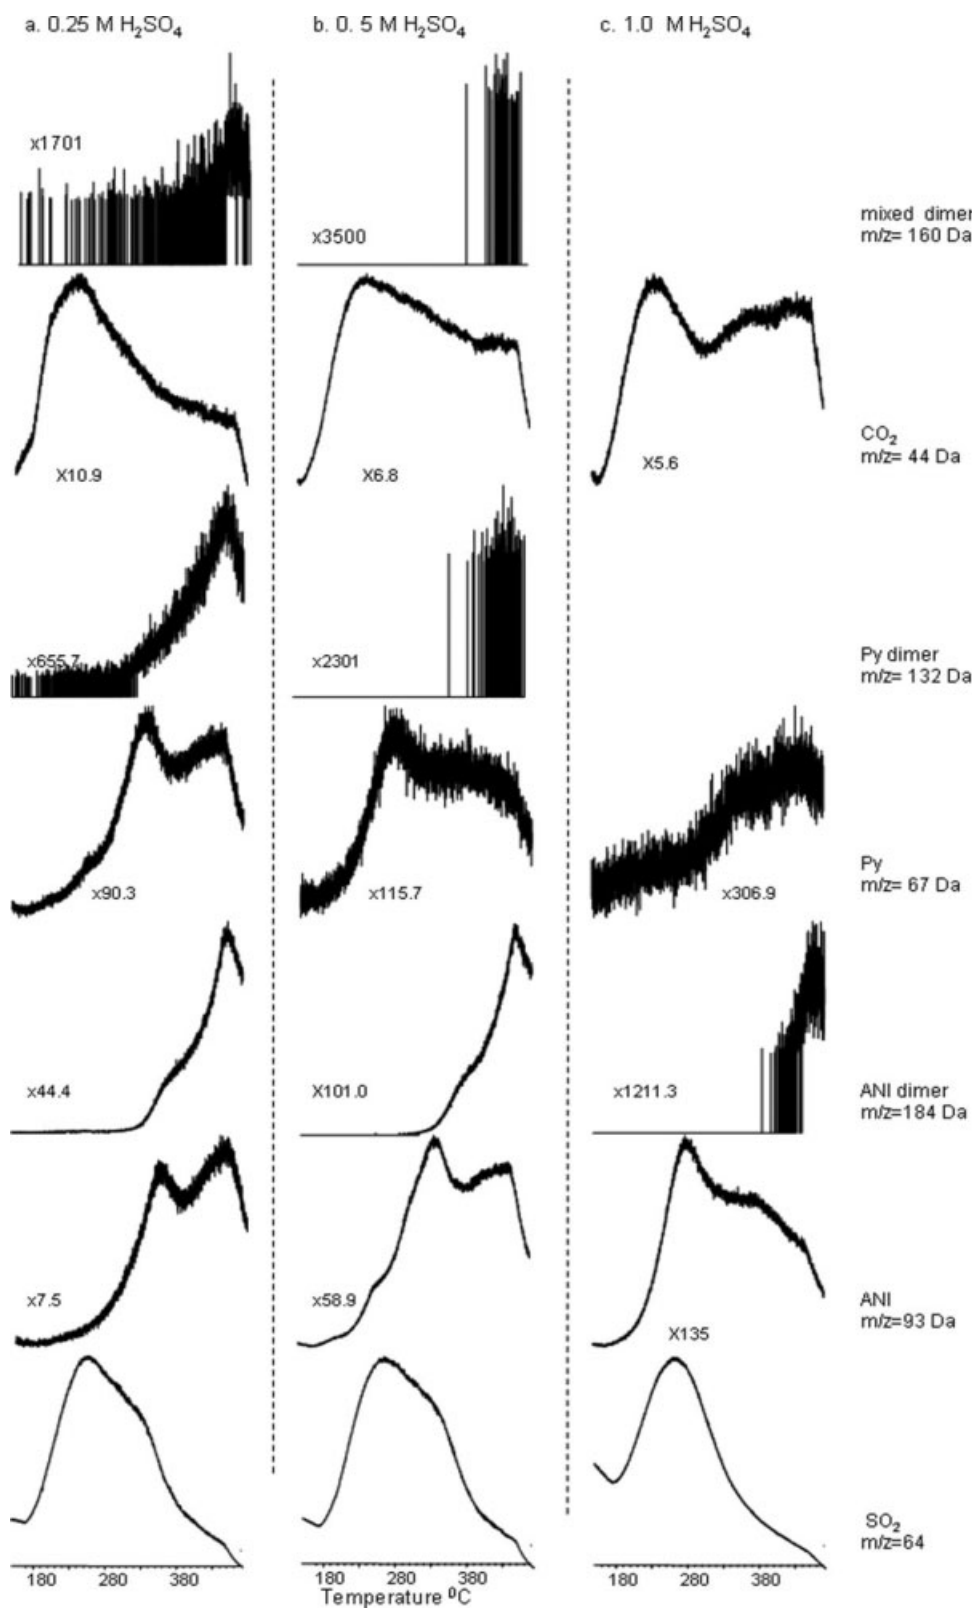 a. 0.25 M H₂SO₄
b. 0. 5 M H₂SO₄
c. 1.0 M H₂SO₄
x1701
x3500
mixed dimer
m/z= 160 Da
X10.9
X6.8
X5.6
CO₂
m/z= 44 Da
x655.7
x2301
Py dimer
m/z= 132 Da
x90.3
x115.7
x306.9
Py
m/z= 67 Da
x44.4
X101.0
x1211.3
ANI dimer
m/z=184 Da
x7.5
x58.9
X135
ANI
m/z=93 Da
SO₂
m/z=64
180 380 280 380 180 280 380
Temperature ⁰C